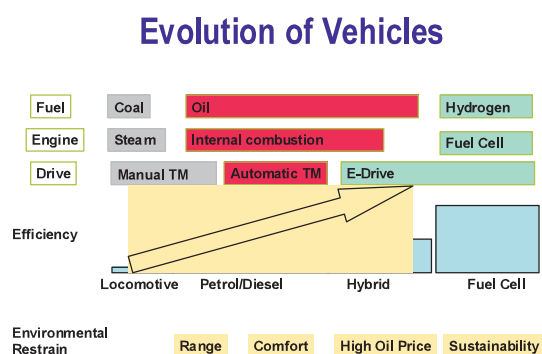 Evolution of Vehicles
Fuel Coal Oil Hydrogen
Engine Steam Internal combustion Fuel Cell
Drive Manual TM Automatic TM E-Drive
Efficiency
Locomotive Petrol/Diesel Hybrid Fuel Cell
Environmental
Restrain Range Comfort High Oil Price Sustainability